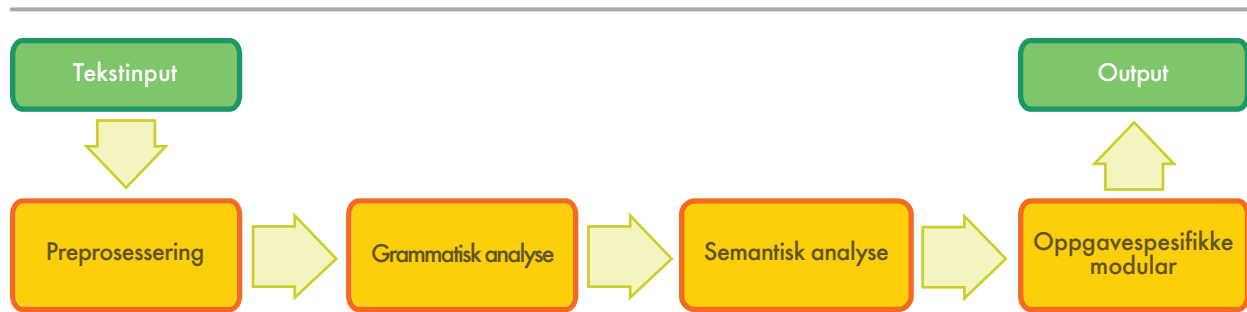 Tekstinput
Output
Preprosessering
Grammatisk analyse
Semantisk analyse
Oppgavespesifikke
modular